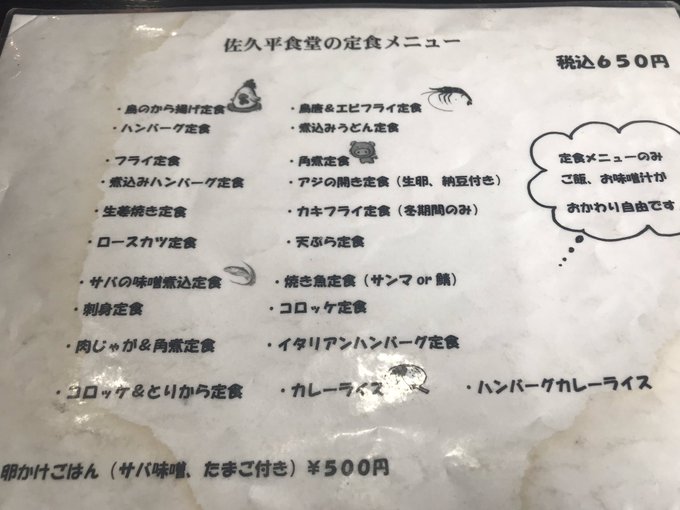 佐久平食堂の定食メニュー
税込650円
・鳥のから揚げ定食 ・鳥唐&エビフライ定食
・ハンバーグ定食 ・煮込みうどん定食
・フライ定食 ・角煮定食
・煮込みハンバーグ定食 ・アジの開き定食(生卵、納豆付き)
・生姜焼き定食 ・カキフライ定食(冬期間のみ)
・ロースカツ定食 ・天ぷら定食
・サバの味噌煮込定食 ・焼き魚定食(サンマor鯖)
・刺身定食 ・コロッケ定食
・肉じゃが&角煮定食 ・イタリアンハンバーグ定食
・コロッケ&とりから定食 ・カレーライス ・ハンバーグカレーライス
定食メニューのみ
ご飯、お味噌汁が
おかわり自由です
卵かけごはん(サバ味噌、たまご付き)¥500円